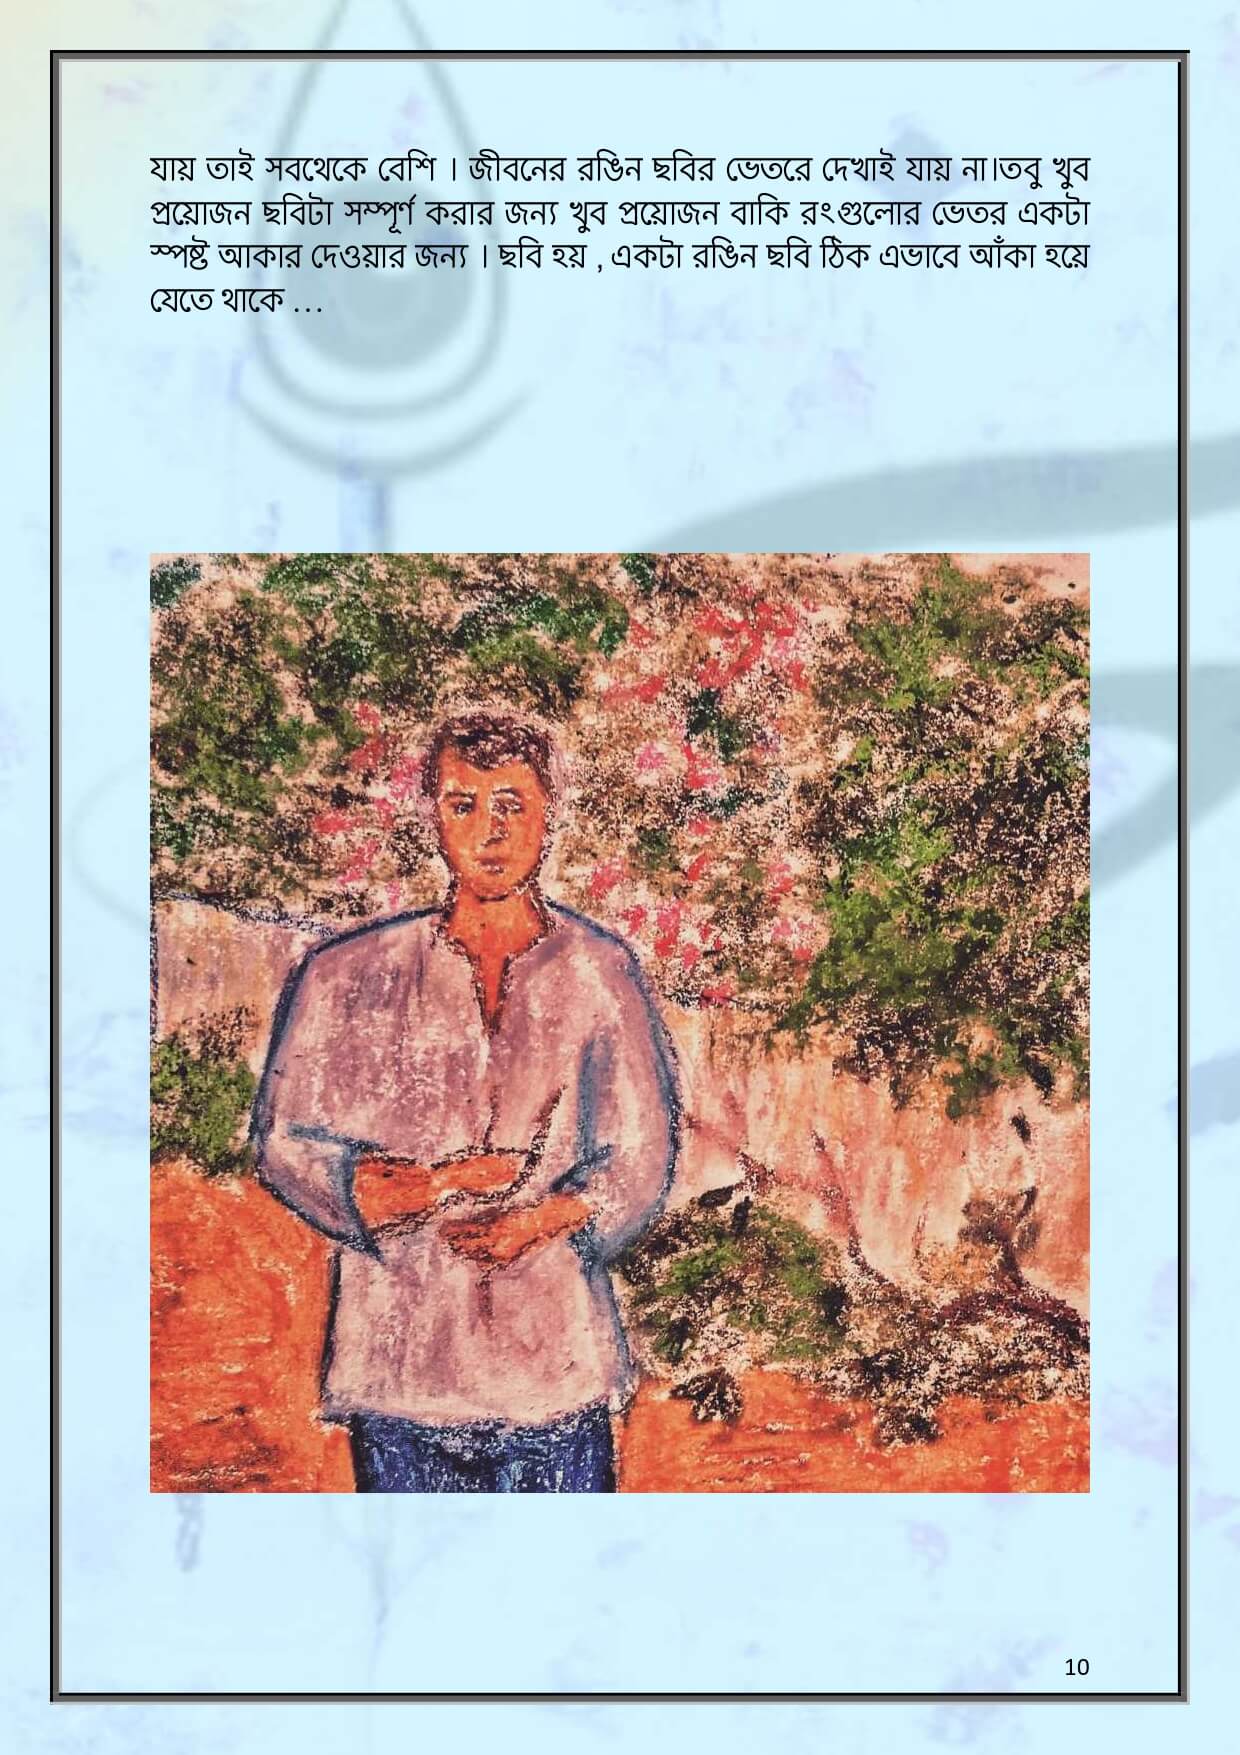 যায় তাই সবথেকে বেশি । জীবনের রঙিন ছবির ভেতরে দেখাই যায় না।তবু খুব
প্রয়োজন ছবিটা সম্পূর্ণ করার জন্য খুব প্রয়োজন বাকি রংগুলোর ভেতর একটা
স্পষ্ট আকার দেওয়ার জন্য । ছবি হয় , একটা রঙিন ছবি ঠিক এভাবে আঁকা হয়ে
যেতে থাকে ...
10